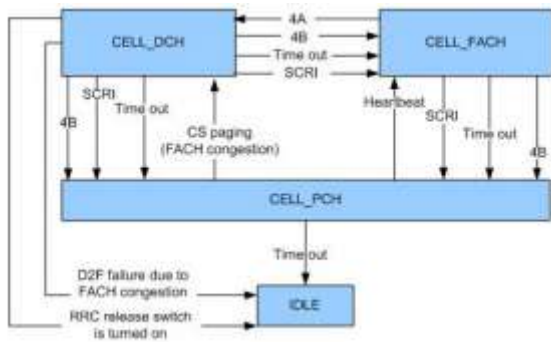 4A
CELL_DCH
4B
CELL_FACH
Time out
SCRI
SCRI
Time out
4B
CS paging
(FACH congestion)
Heartbeat
SCRI
Time out
4B
CELL_PCH
Time out
D2F failure due to
FACH congestion
IDLE
RRC release switch
is turned on